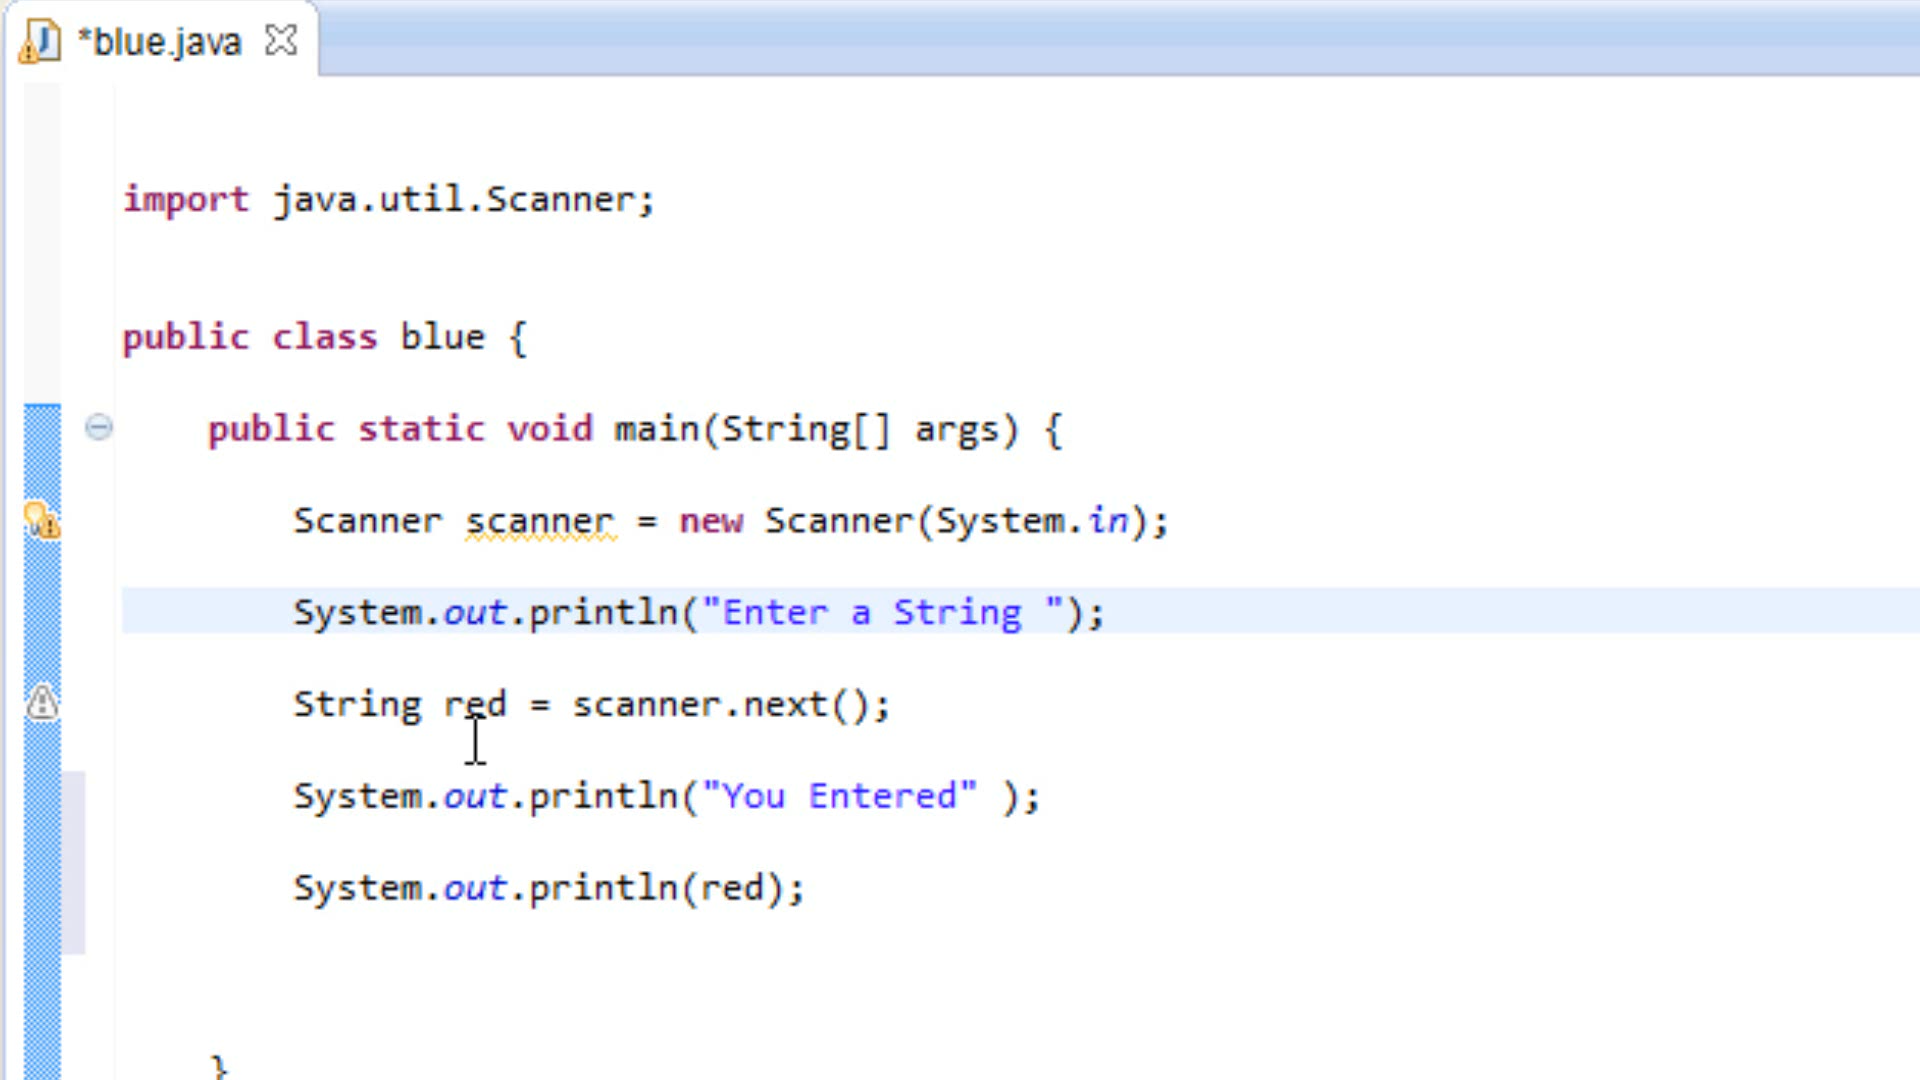 *blue.java
import java.util.Scanner;
public class blue {
public static void main(String[] args) {
Scanner scanner = new Scanner(System.in);
System.out.println("Enter a String ");
String red = scanner.next();
System.out.println("You Entered" );
System.out.println(red);
}